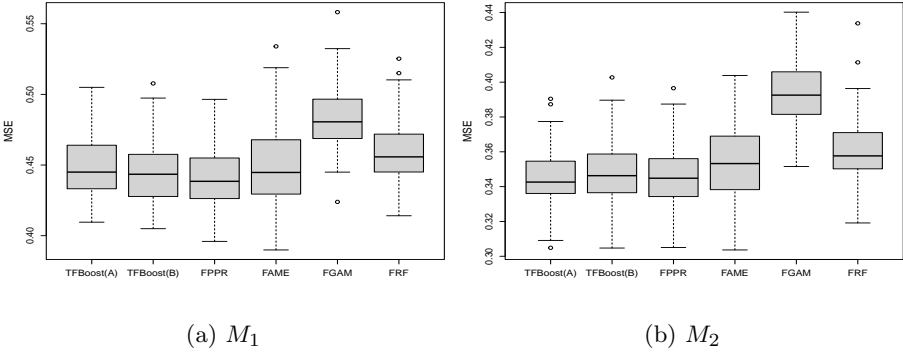 MSE
0.55
0.50
0.45
0.40
TFBoost(A) TFBoost(B) FPPR FAME FGAM FRF
(a) M1
MSE
0.44
0.42
0.40
0.38
0.36
0.34
0.32
0.30
TFBoost(A) TFBoost(B) FPPR FAME FGAM FRF
(b) M2